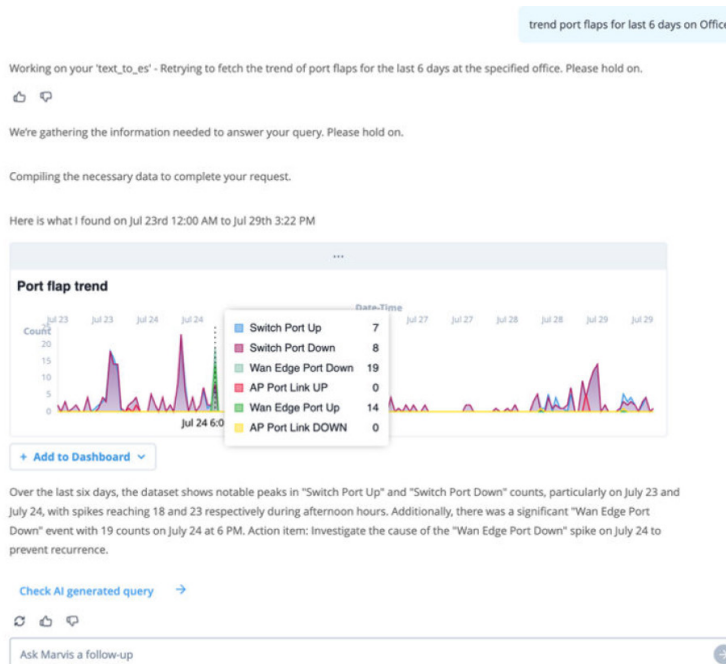 trend port flaps for last 6 days on Office
Working on your 'text_to_es' - Retrying to fetch the trend of port flaps for the last 6 days at the specified office. Please hold on.
We're gathering the information needed to answer your query. Please hold on.
Compiling the necessary data to complete your request.
Here is what I found on Jul 23rd 12:00 AM to Jul 29th 3:22 PM
...
Port flap trend
Date-Time
Jul 23 Jul 23 Jul 24 Jul 24 Jul 27 Jul 27 Jul 28 Jul 28 Jul 29 Jul 29
Count
25
20
15
10
5
0
Switch Port Up 7
Switch Port Down 8
Wan Edge Port Down 19
AP Port Link UP 0
Wan Edge Port Up 14
AP Port Link DOWN 0
Jul 24 6:0
+ Add to Dashboard
Over the last six days, the dataset shows notable peaks in "Switch Port Up" and "Switch Port Down" counts, particularly on July 23 and
July 24, with spikes reaching 18 and 23 respectively during afternoon hours. Additionally, there was a significant "Wan Edge Port
Down" event with 19 counts on July 24 at 6 PM. Action item: Investigate the cause of the "Wan Edge Port Down" spike on July 24 to
prevent recurrence.
Check AI generated query →
Ask Marvis a follow-up